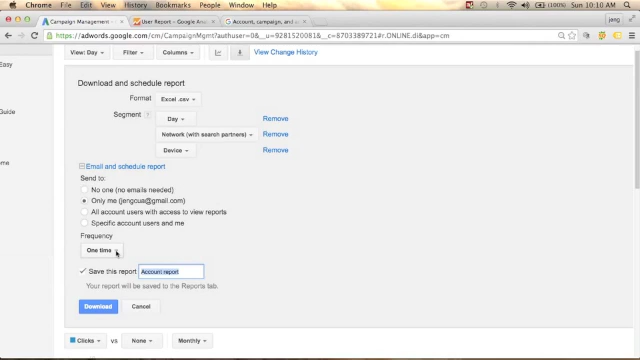 Chrome File Edit View History Bookmarks Window Help (100%) Sun 10:10 AM
Campaign Management – User Report – Google Analy Account, campaign, and a jeng
https://adwords.google.com/cm/CampaignMgmt?authuser=0&__u=9281520081&__c=8703389721#r.ONLINE.di&app=cm
View: Day Filter Columns View Change History
Easy
Download and schedule report
Format Excel .csv
Guide
Segment ? Day Remove
Network (with search partners) Remove
Device Remove
ome
Email and schedule report
Send to:
No one (no emails needed)
Only me (jengcua@gmail.com)
All account users with access to view reports
Specific account users and me
Frequency
One time
Save this report Account report
Your report will be saved to the Reports tab.
Download Cancel
Clicks vs None Monthly